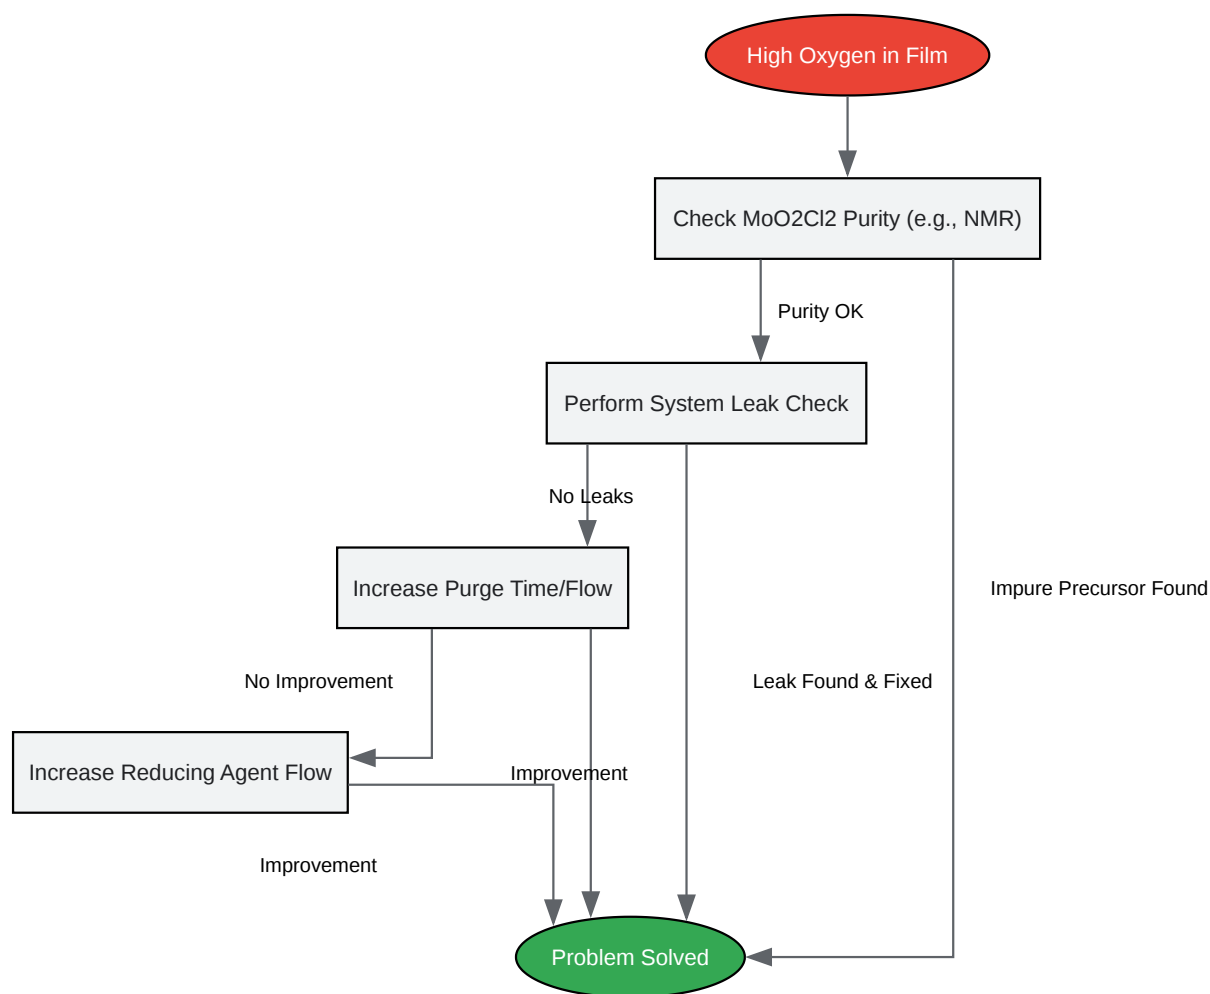 High Oxygen in Film
Check MoO2Cl2 Purity (e.g., NMR)
Purity OK
Perform System Leak Check
No Leaks
Increase Purge Time/Flow
Impure Precursor Found
No Improvement
Leak Found & Fixed
Increase Reducing Agent Flow
Improvement
Improvement
Problem Solved